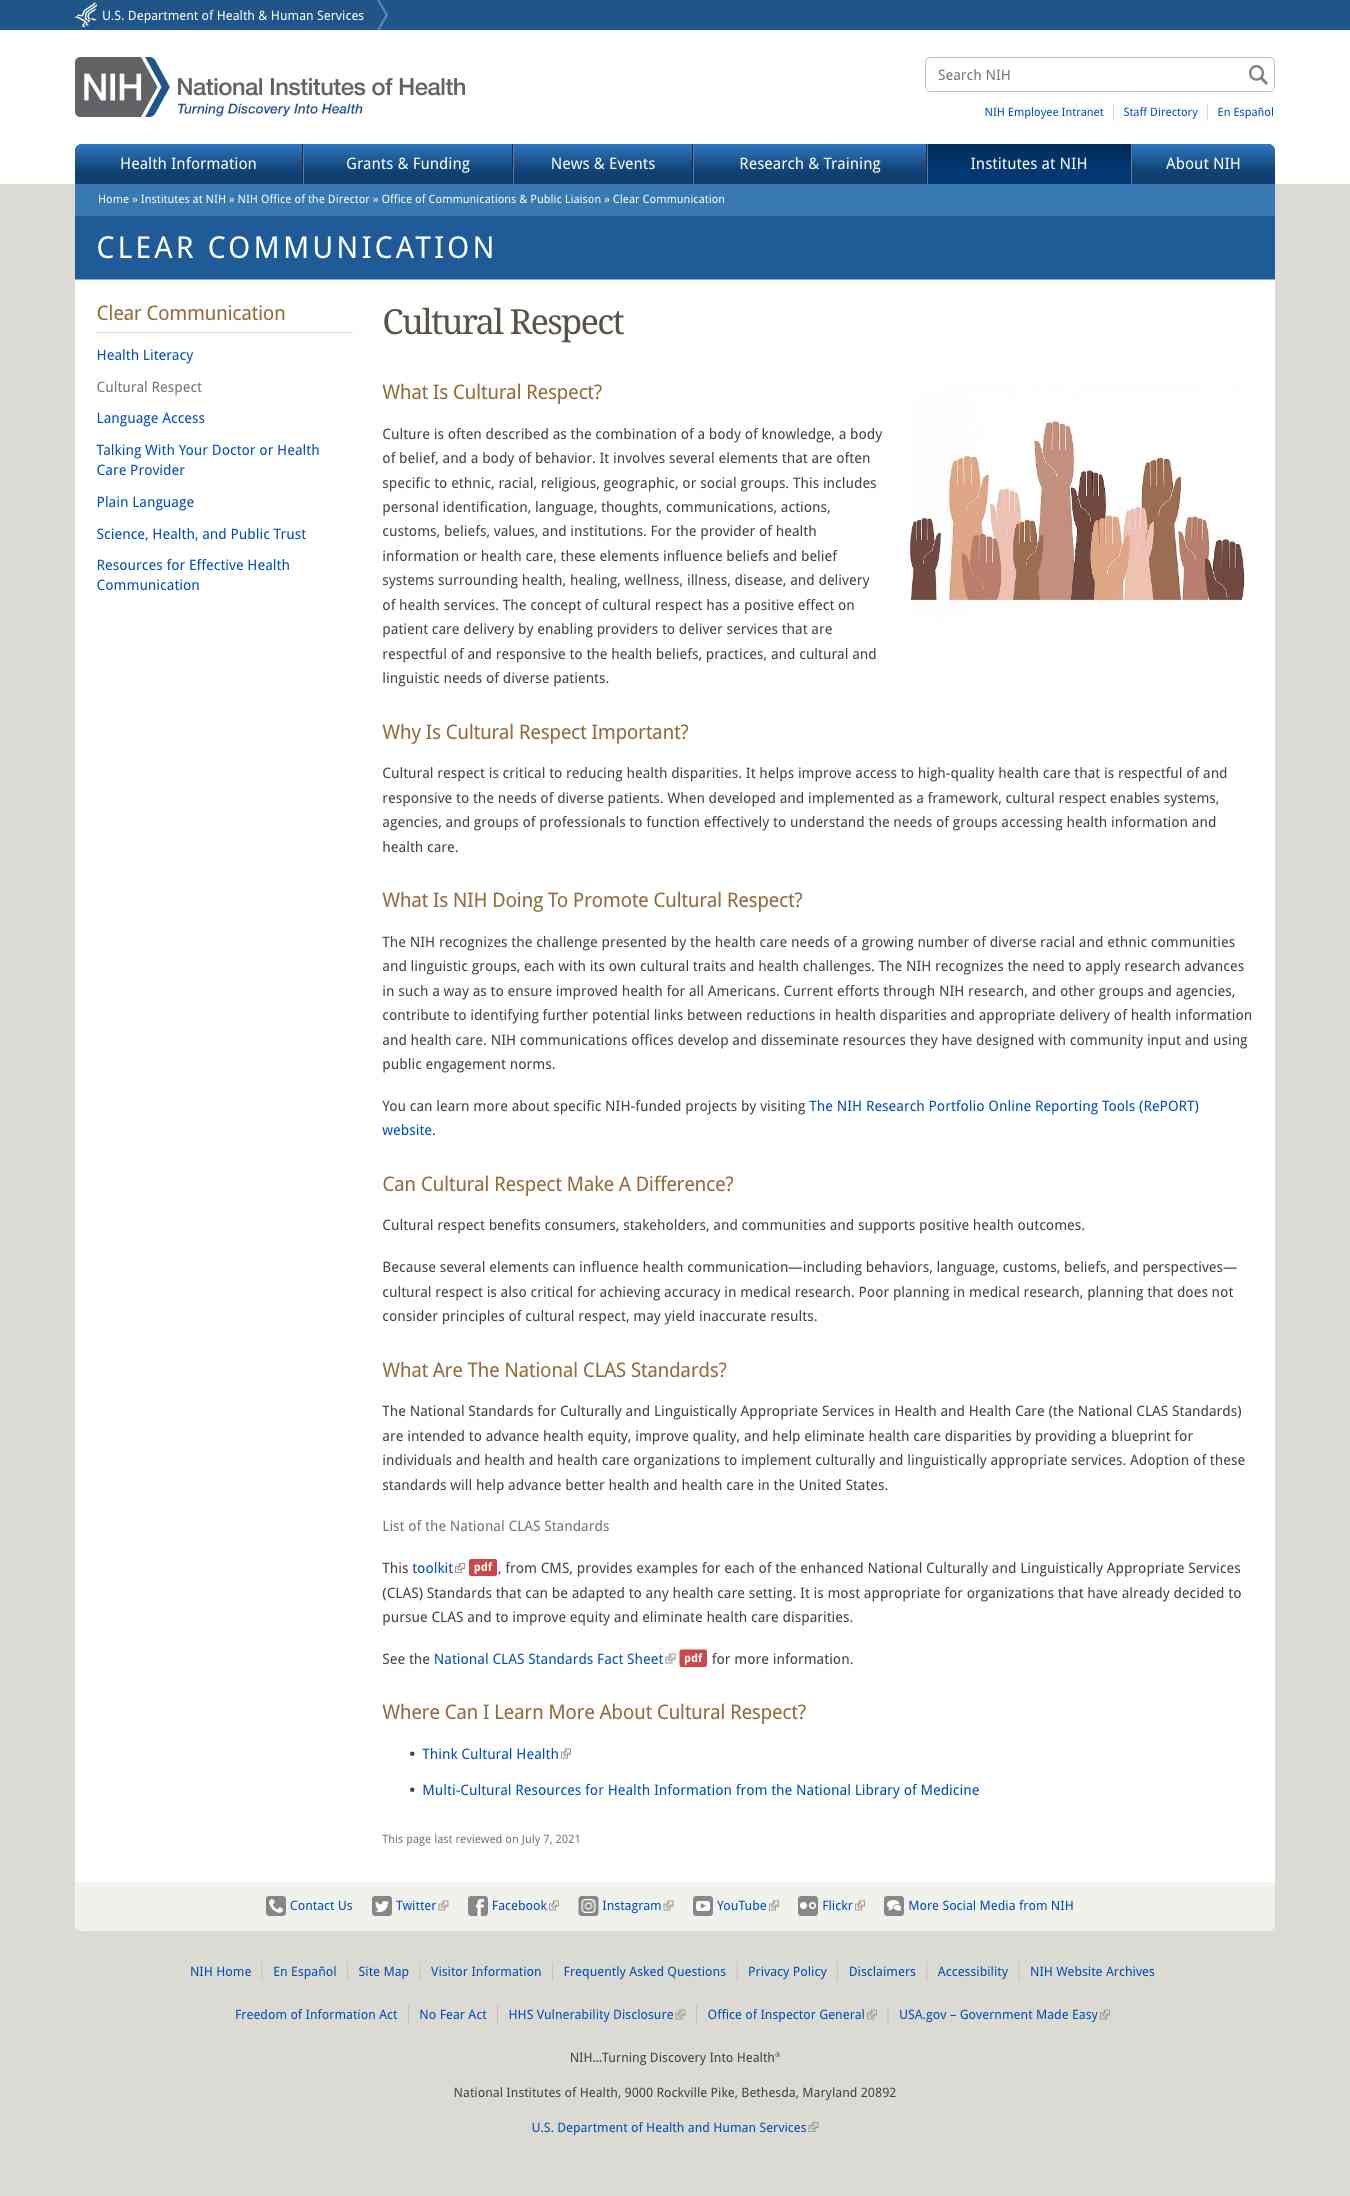 U.S. Department of Health & Human Services
NIH
National Institutes of Health
Turning Discovery Into Health
Search NIH
NIH Employee Intranet
Staff Directory
En Español
Health Information
Grants & Funding
News & Events
Research & Training
Institutes at NIH
About NIH
Home » Institutes at NIH » NIH Office of the Director » Office of Communications & Public Liaison » Clear Communication
CLEAR COMMUNICATION
Clear Communication
Health Literacy
Cultural Respect
Language Access
Talking With Your Doctor or Health
Care Provider
Plain Language
Science, Health, and Public Trust
Resources for Effective Health
Communication
Cultural Respect
What Is Cultural Respect?
Culture is often described as the combination of a body of knowledge, a body
of belief, and a body of behavior. It involves several elements that are often
specific to ethnic, racial, religious, geographic, or social groups. This includes
personal identification, language, thoughts, communications, actions,
customs, beliefs, values, and institutions. For the provider of health
information or health care, these elements influence beliefs and belief
systems surrounding health, healing, wellness, illness, disease, and delivery
of health services. The concept of cultural respect has a positive effect on
patient care delivery by enabling providers to deliver services that are
respectful of and responsive to the health beliefs, practices, and cultural and
linguistic needs of diverse patients.
Why Is Cultural Respect Important?
Cultural respect is critical to reducing health disparities. It helps improve access to high-quality health care that is respectful of and
responsive to the needs of diverse patients. When developed and implemented as a framework, cultural respect enables systems,
agencies, and groups of professionals to function effectively to understand the needs of groups accessing health information and
health care.
What Is NIH Doing To Promote Cultural Respect?
The NIH recognizes the challenge presented by the health care needs of a growing number of diverse racial and ethnic communities
and linguistic groups, each with its own cultural traits and health challenges. The NIH recognizes the need to apply research advances
in such a way as to ensure improved health for all Americans. Current efforts through NIH research, and other groups and agencies,
contribute to identifying further potential links between reductions in health disparities and appropriate delivery of health information
and health care. NIH communications offices develop and disseminate resources they have designed with community input and using
public engagement norms.
You can learn more about specific NIH-funded projects by visiting The NIH Research Portfolio Online Reporting Tools (RePORT)
website.
Can Cultural Respect Make A Difference?
Cultural respect benefits consumers, stakeholders, and communities and supports positive health outcomes.
Because several elements can influence health communication—including behaviors, language, customs, beliefs, and perspectives—
cultural respect is also critical for achieving accuracy in medical research. Poor planning in medical research, planning that does not
consider principles of cultural respect, may yield inaccurate results.
What Are The National CLAS Standards?
The National Standards for Culturally and Linguistically Appropriate Services in Health and Health Care (the National CLAS Standards)
are intended to advance health equity, improve quality, and help eliminate health care disparities by providing a blueprint for
individuals and health and health care organizations to implement culturally and linguistically appropriate services. Adoption of these
standards will help advance better health and health care in the United States.
List of the National CLAS Standards
This toolkit pdf, from CMS, provides examples for each of the enhanced National Culturally and Linguistically Appropriate Services
(CLAS) Standards that can be adapted to any health care setting. It is most appropriate for organizations that have already decided to
pursue CLAS and to improve equity and eliminate health care disparities.
See the National CLAS Standards Fact Sheet pdf for more information.
Where Can I Learn More About Cultural Respect?
• Think Cultural Health
• Multi-Cultural Resources for Health Information from the National Library of Medicine
This page last reviewed on July 7, 2021
Contact Us
Twitter
Facebook
Instagram
YouTube
Flickr
More Social Media from NIH
NIH Home
En Español
Site Map
Visitor Information
Frequently Asked Questions
Privacy Policy
Disclaimers
Accessibility
NIH Website Archives
Freedom of Information Act
No Fear Act
HHS Vulnerability Disclosure
Office of Inspector General
USA.gov – Government Made Easy
NIH...Turning Discovery Into Health®
National Institutes of Health, 9000 Rockville Pike, Bethesda, Maryland 20892
U.S. Department of Health and Human Services